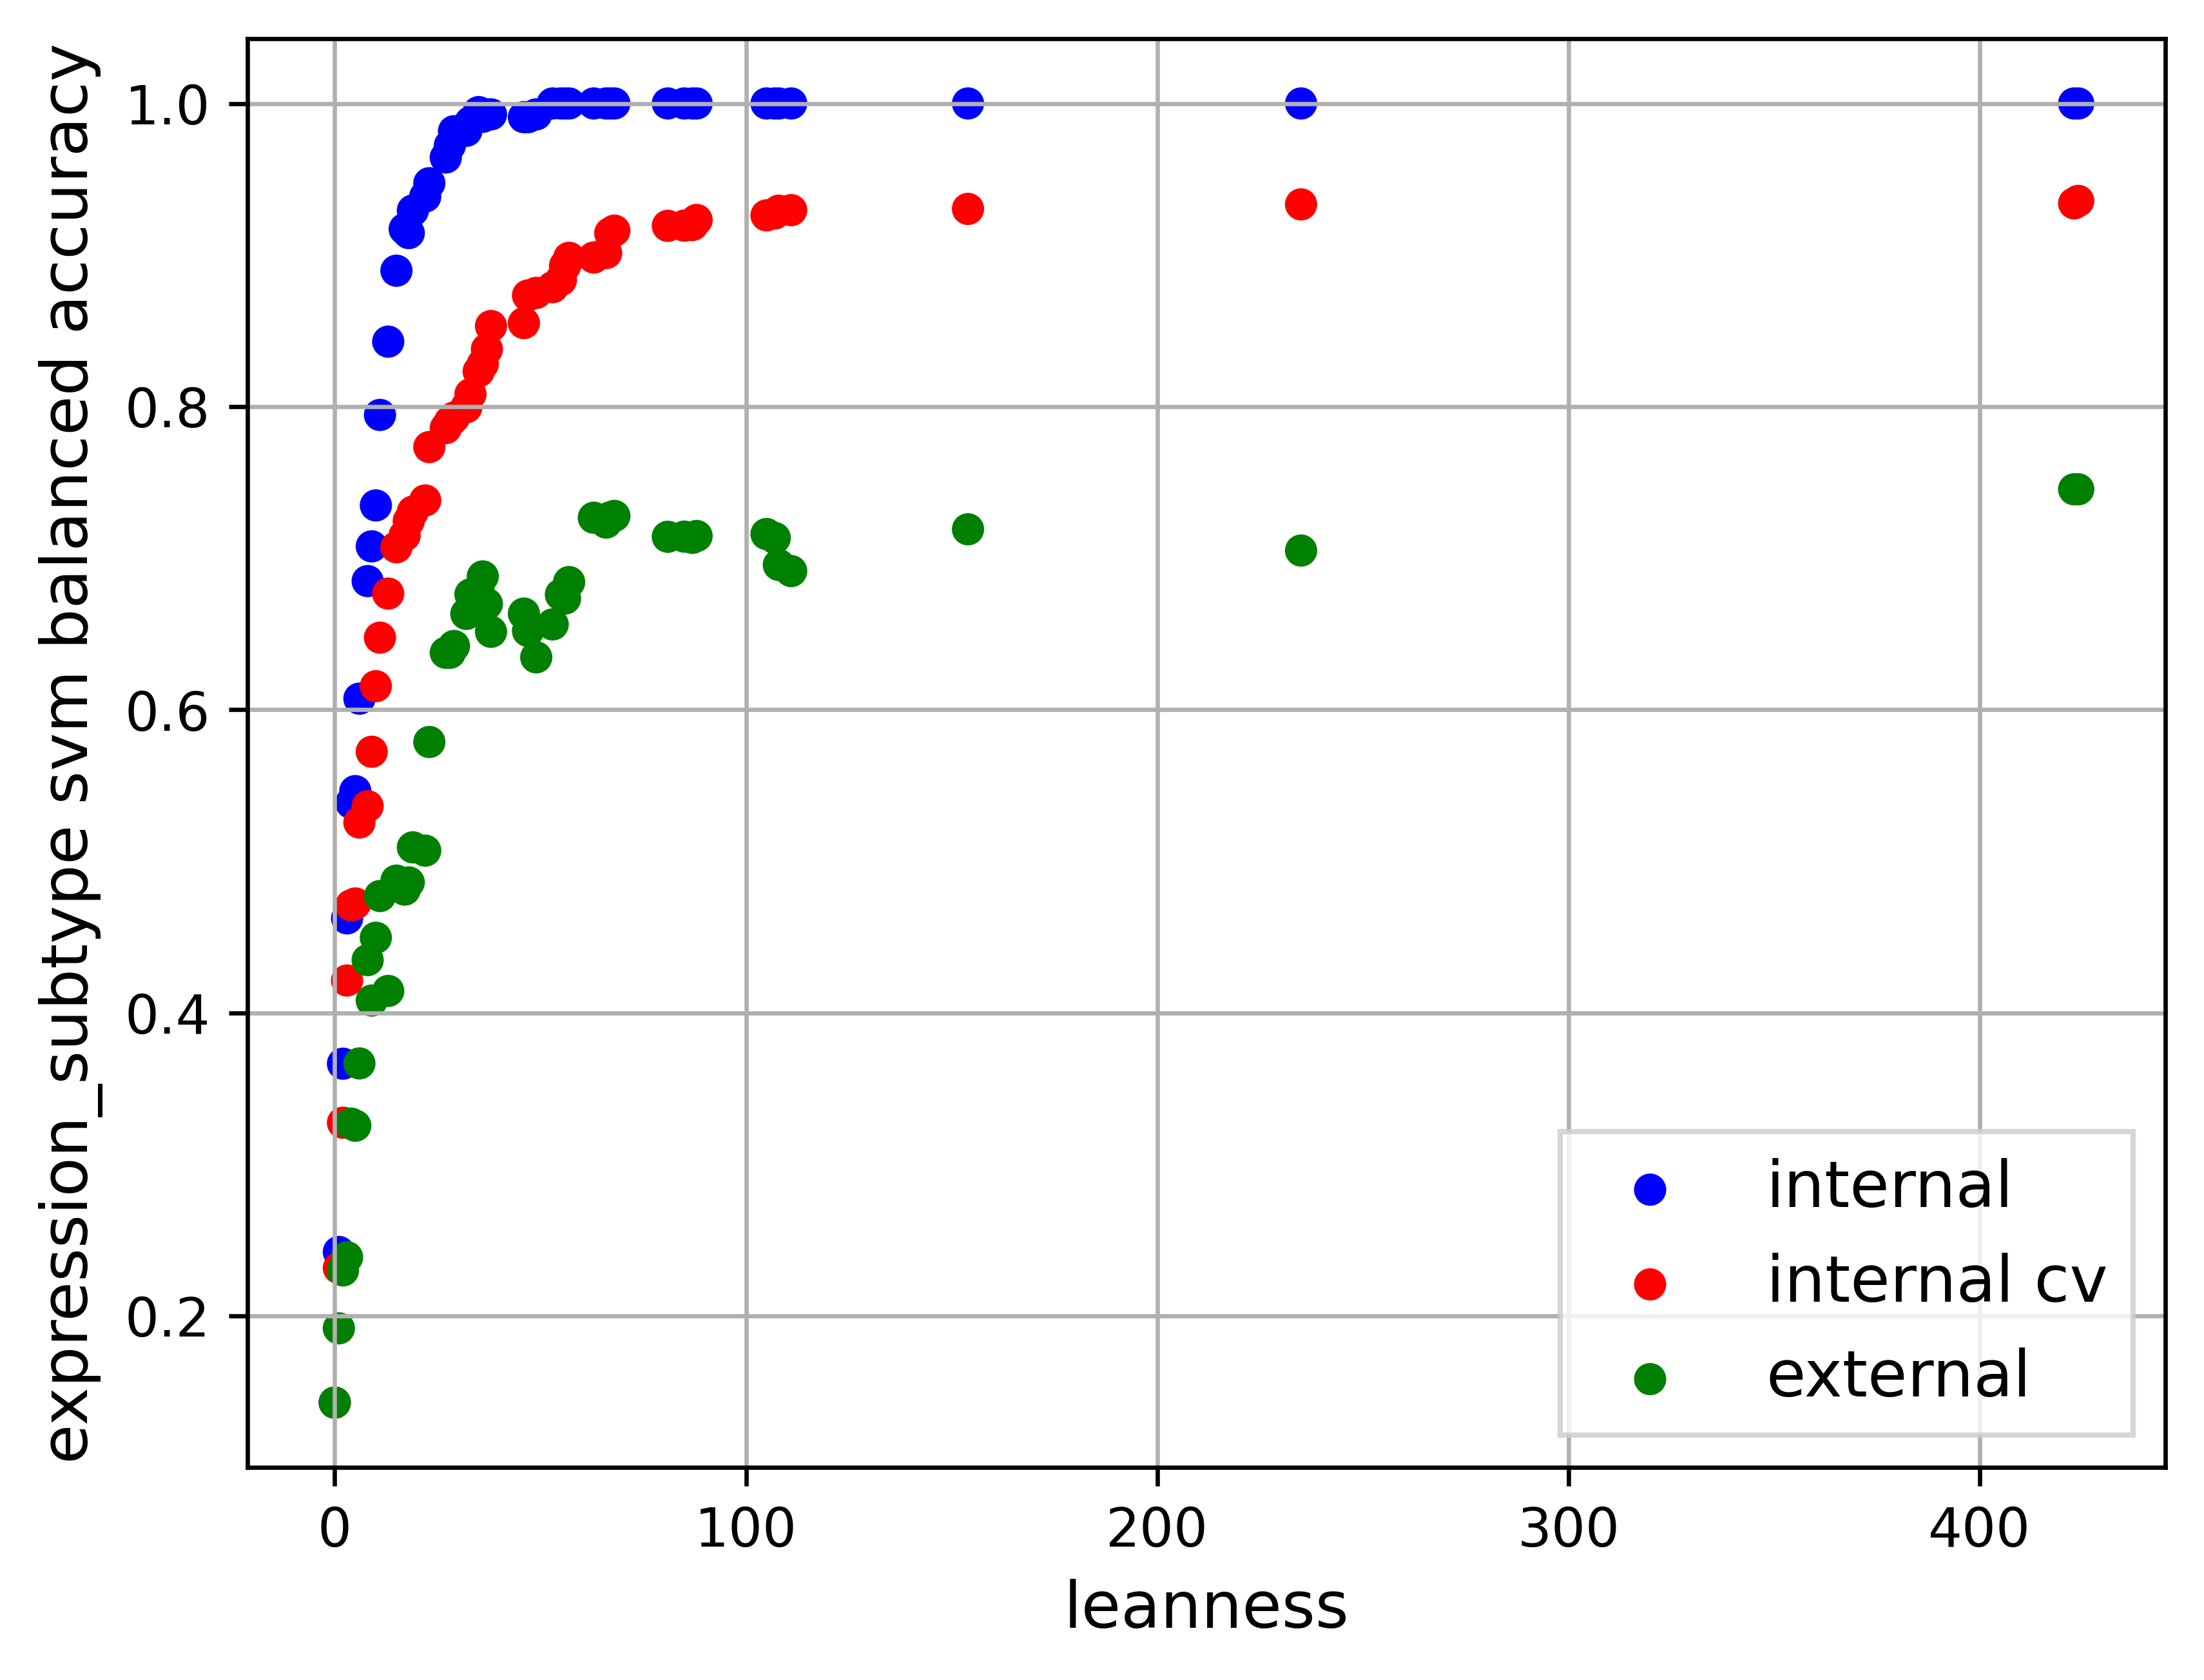 expression_subtype svm balanced accuracy
1.0
0.8
0.6
0.4
0.2
internal
internal cv
external
0 100 200 300 400
leanness